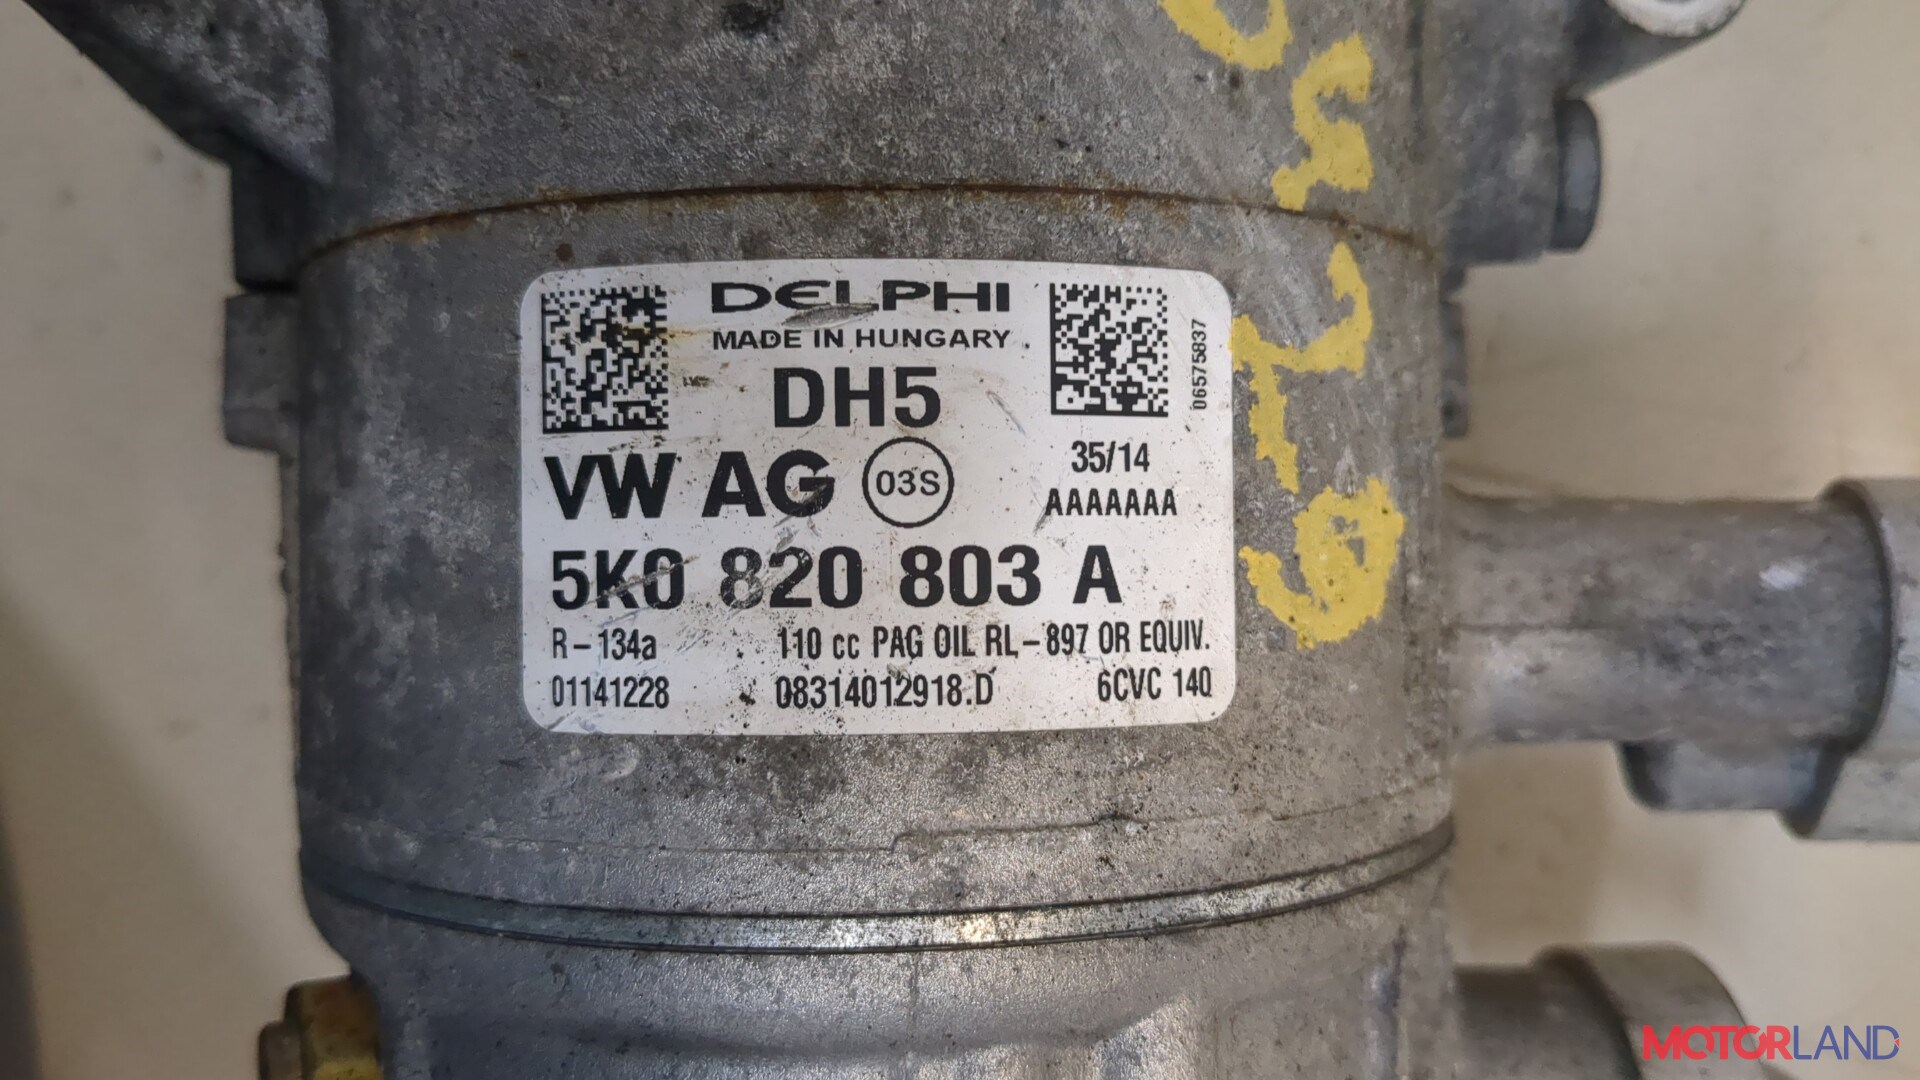 DELPHI
MADE IN HUNGARY
DH5
06575837
VW AG 03S
35/14
AAAAAAA
5K0 820 803 A
R-134a 110 cc PAG OIL RL-897 OR EQUIV.
01141228 08314012918.D 6CVC 140
MOTORLAND